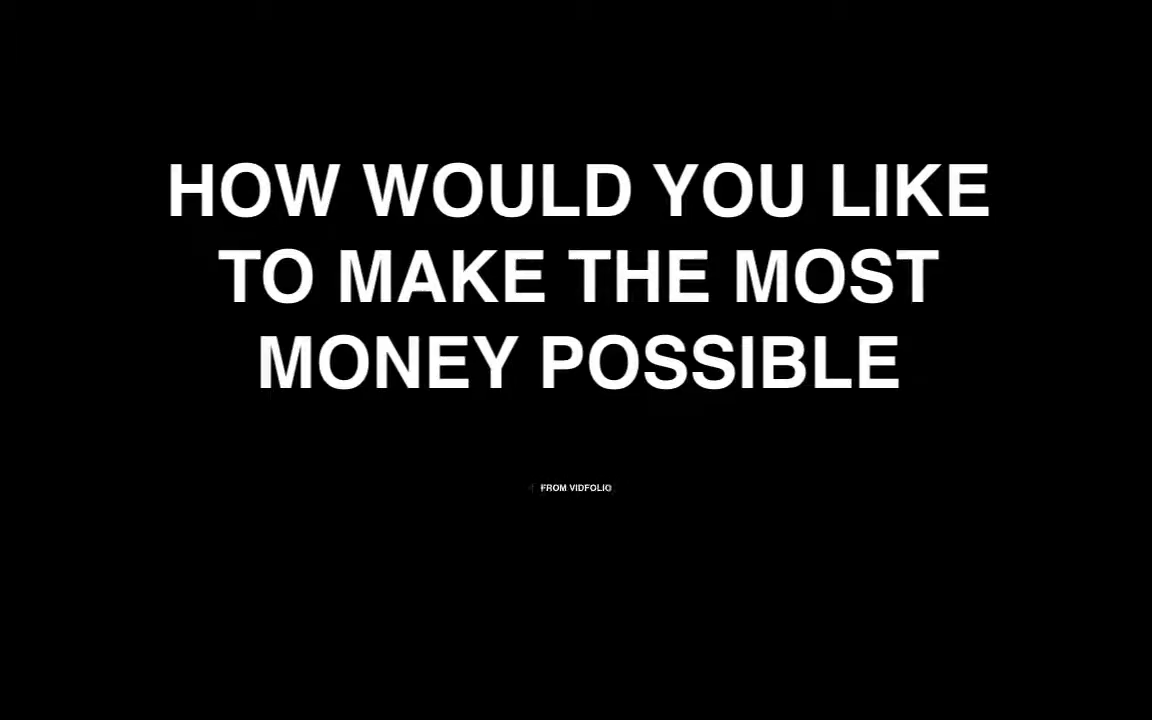 HOW WOULD YOU LIKE
TO MAKE THE MOST
MONEY POSSIBLE
FROM VIDFOLIO